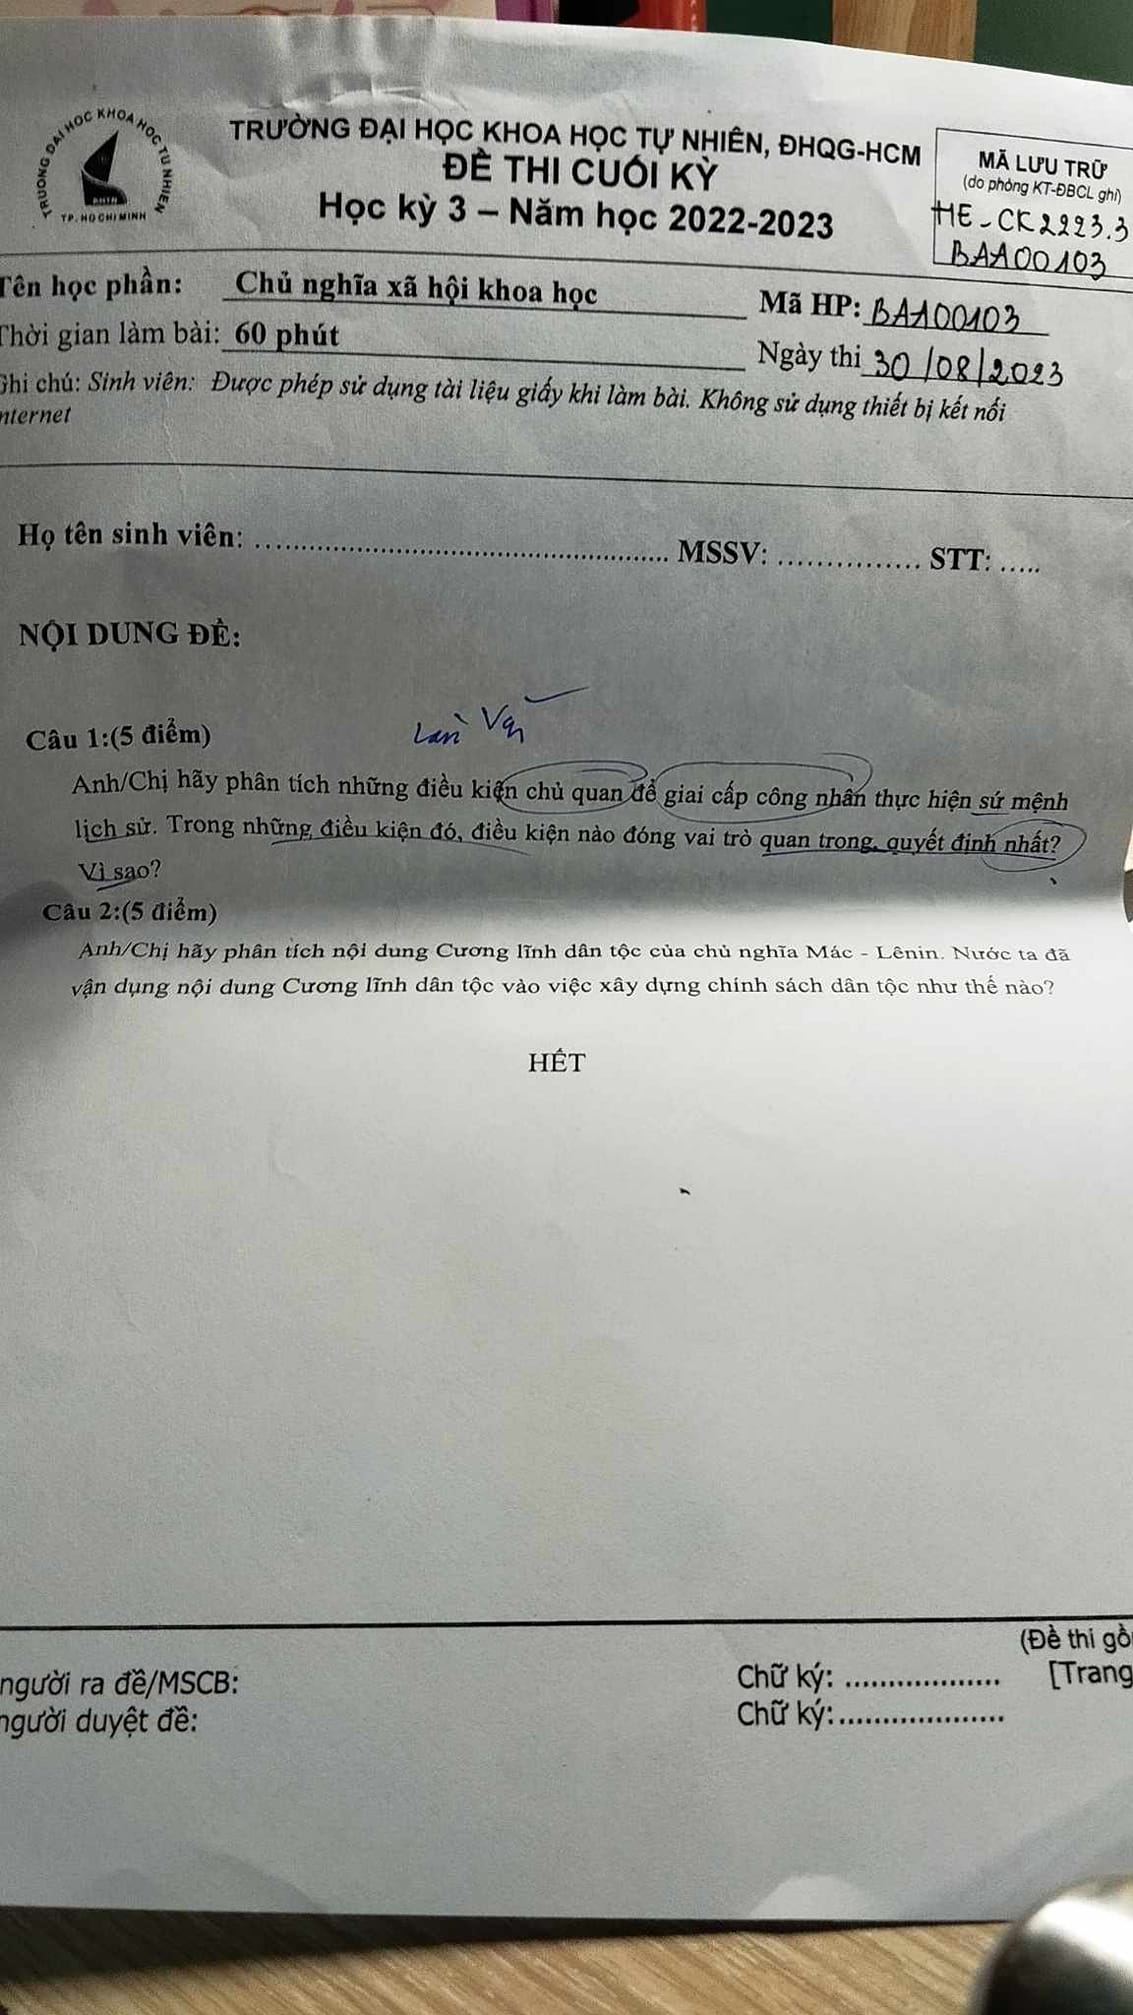 TRƯỜNG ĐẠI HỌC KHOA HỌC TỰ NHIÊN
TP. HỒ CHÍ MINH
TRƯỜNG ĐẠI HỌC KHOA HỌC TỰ NHIÊN, ĐHQG-HCM
ĐỀ THI CUỐI KỲ
Học kỳ 3 – Năm học 2022-2023
MÃ LƯU TRỮ
(do phòng KT-ĐBCL ghi)
HE-CK2223.3
BAA00103
Tên học phần: Chủ nghĩa xã hội khoa học Mã HP: BAA00103
Thời gian làm bài: 60 phút Ngày thi 30/08/2023
Ghi chú: Sinh viên: Được phép sử dụng tài liệu giấy khi làm bài. Không sử dụng thiết bị kết nối
nternet
Họ tên sinh viên: ................................................ MSSV: ................ STT: .....
NỘI DUNG ĐỀ:
Câu 1:(5 điểm)
Anh/Chị hãy phân tích những điều kiện chủ quan để giai cấp công nhân thực hiện sứ mệnh
lịch sử. Trong những điều kiện đó, điều kiện nào đóng vai trò quan trọng, quyết định nhất?
Vì sao?
Câu 2:(5 điểm)
Anh/Chị hãy phân tích nội dung Cương lĩnh dân tộc của chủ nghĩa Mác - Lênin. Nước ta đã
vận dụng nội dung Cương lĩnh dân tộc vào việc xây dựng chính sách dân tộc như thế nào?
HẾT
(Đề thi gồ
người ra đề/MSCB: Chữ ký: .................. [Trang
người duyệt đề: Chữ ký:...................